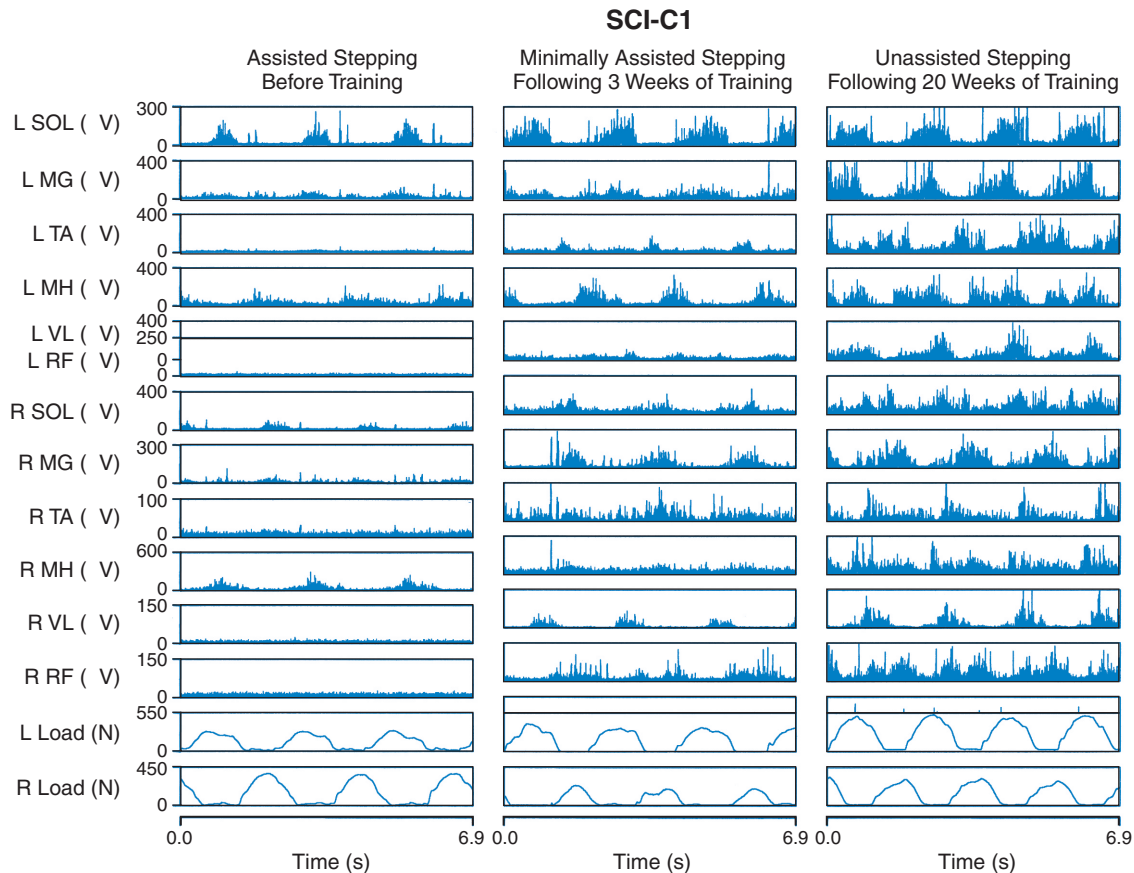 SCI-C1
Assisted Stepping
Before Training
Minimally Assisted Stepping
Following 3 Weeks of Training
Unassisted Stepping
Following 20 Weeks of Training
L SOL ( V)
300
0
L MG ( V)
400
0
L TA ( V)
400
0
L MH ( V)
400
0
L VL ( V)
400
250
L RF ( V)
0
300
R SOL ( V)
400
0
R MG ( V)
300
0
R TA ( V)
100
0
R MH ( V)
600
0
R VL ( V)
150
0
R RF ( V)
150
0
L Load (N)
550
0
R Load (N)
450
0
0.0
6.9
0.0
6.9
0.0
6.9
Time (s)
Time (s)
Time (s)